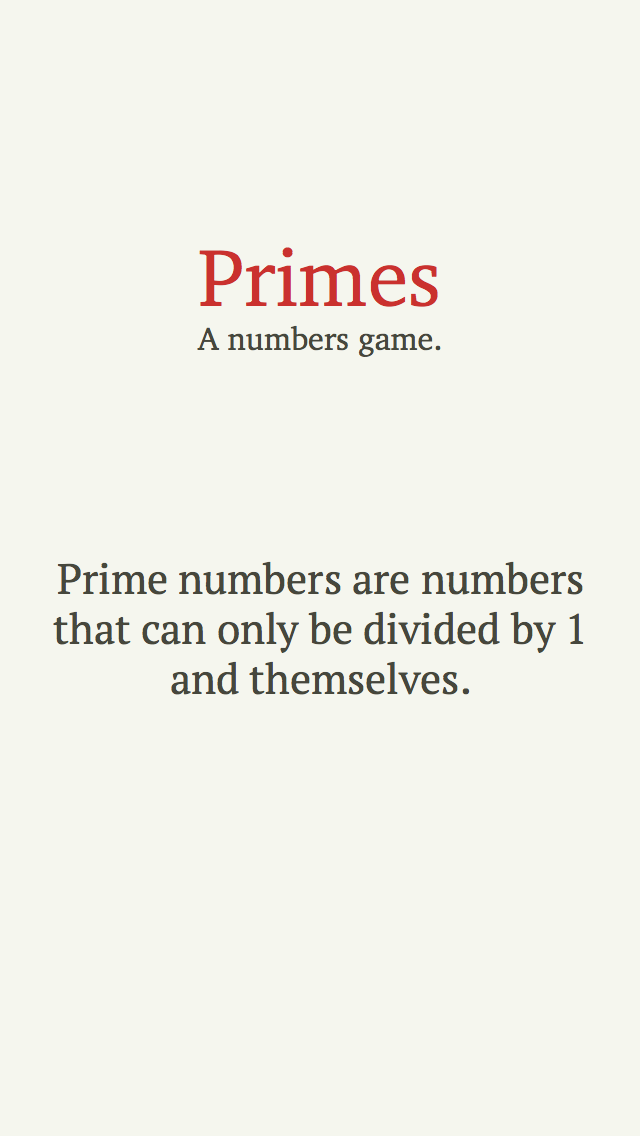 Primes
A numbers game.
Prime numbers are numbers
that can only be divided by 1
and themselves.